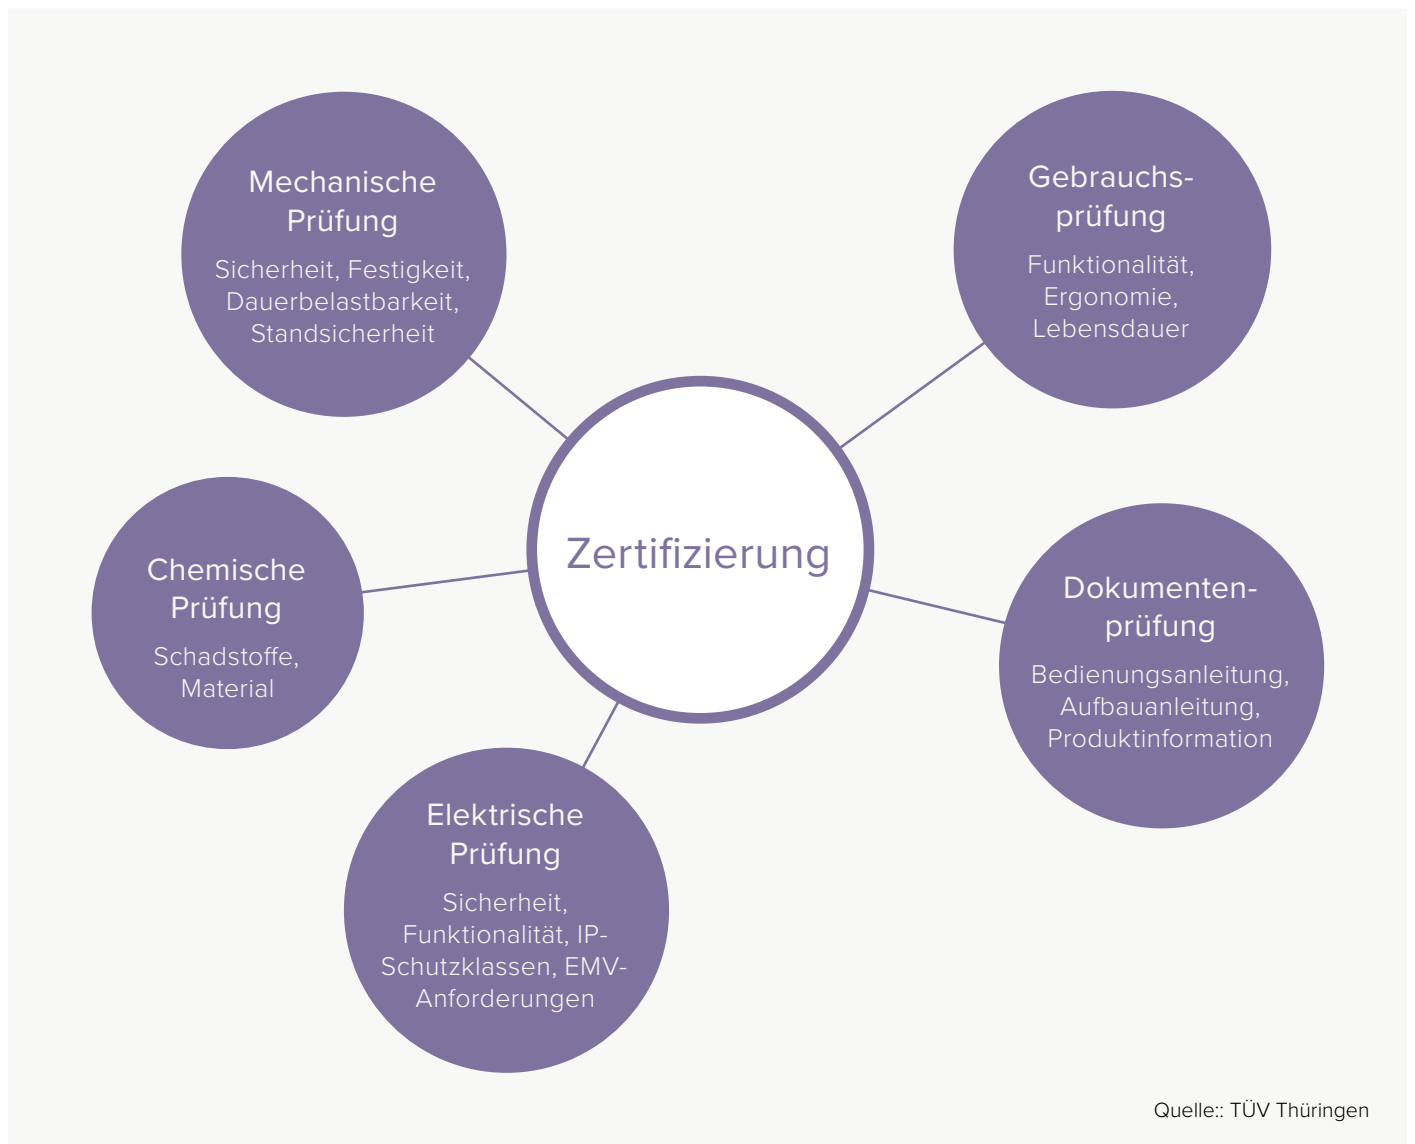 Mechanische
Prüfung
Sicherheit, Festigkeit,
Dauerbelastbarkeit,
Standsicherheit
Gebrauchs-
prüfung
Funktionalität,
Ergonomie,
Lebensdauer
Zertifizierung
Chemische
Prüfung
Schadstoffe,
Material
Dokumenten-
prüfung
Bedienungsanleitung,
Aufbauanleitung,
Produktinformation
Elektrische
Prüfung
Sicherheit,
Funktionalität, IP-
Schutzklassen, EMV-
Anforderungen
Quelle:: TÜV Thüringen